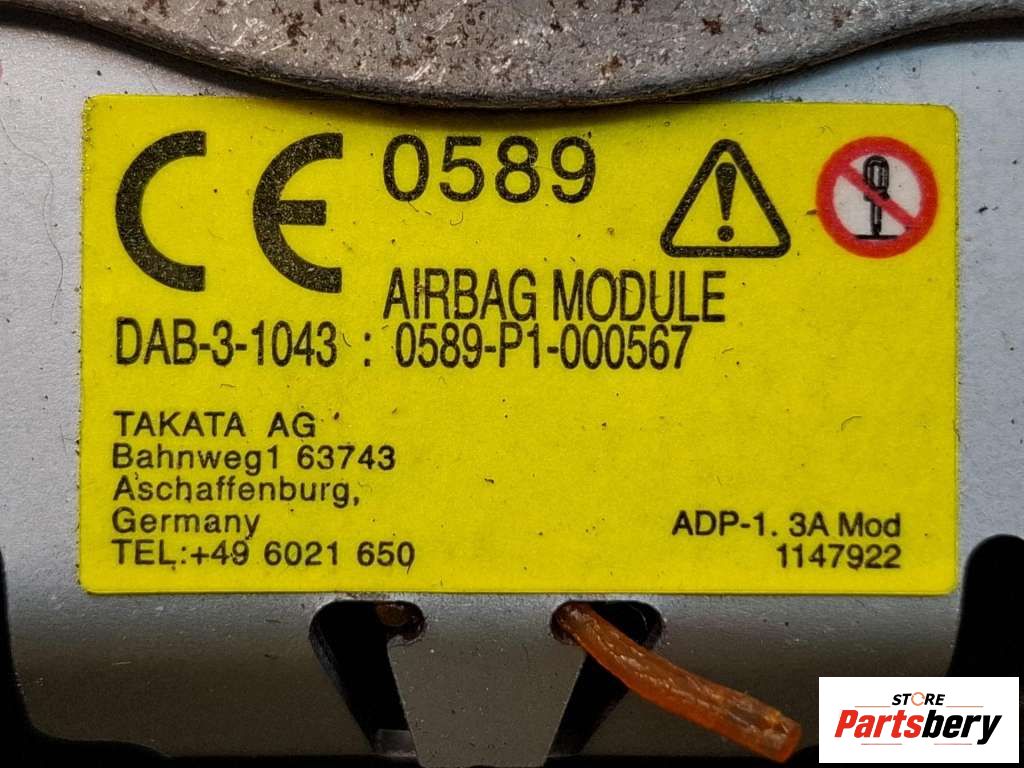 CE 0589
AIRBAG MODULE
DAB-3-1043 : 0589-P1-000567
TAKATA AG
Bahnweg1 63743
Aschaffenburg,
Germany
TEL:+49 6021 650
ADP-1. 3A Mod
1147922
STORE
Partsbery